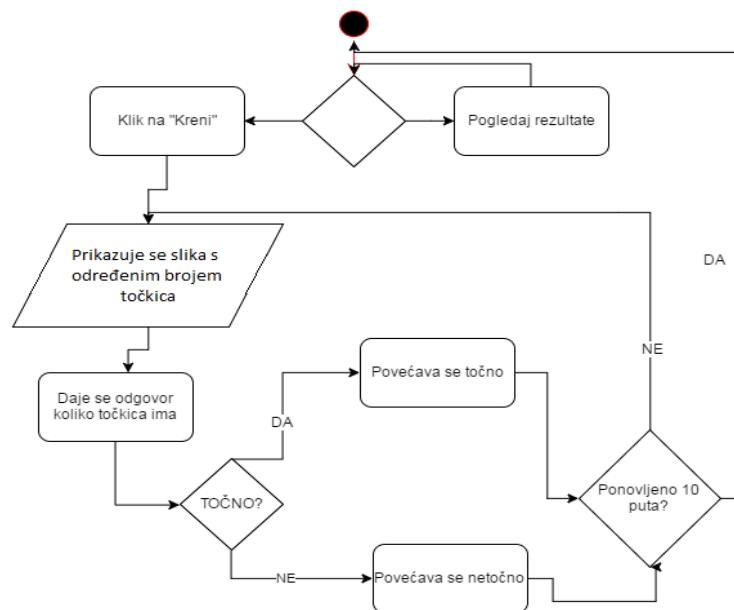 Klik na "Kreni"
Pogledaj rezultate
Prikazuje se slika s
određenim brojem
točkica
DA
NE
Daje se odgovor
koliko točkica ima
Povećava se točno
DA
TOČNO?
Ponovljeno 10
puta?
NE
Povećava se netočno